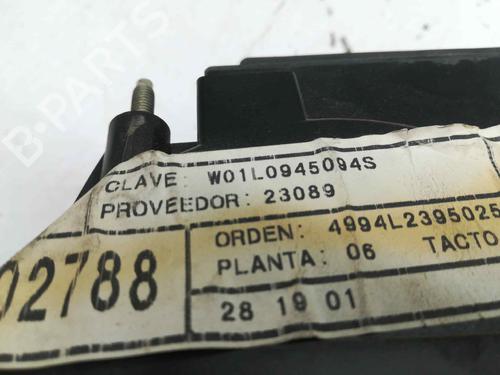 B-PARTS
CLAVE: W01L0945094S
PROVEEDOR: 23089
ORDEN: 4994L2395025
02788
PLANTA: 06 TACTO
28 19 01